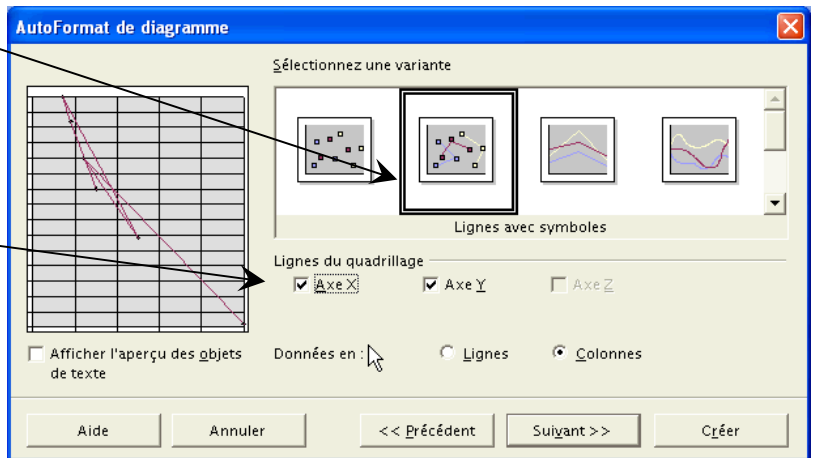 AutoFormat de diagramme
Sélectionnez une variante
Lignes avec symboles
Lignes du quadrillage
Axe X
Axe Y
Axe Z
Afficher l'aperçu des objets
de texte
Données en :
Lignes
Colonnes
Aide
Annuler
<< Précédent
Suivant >>
Créer